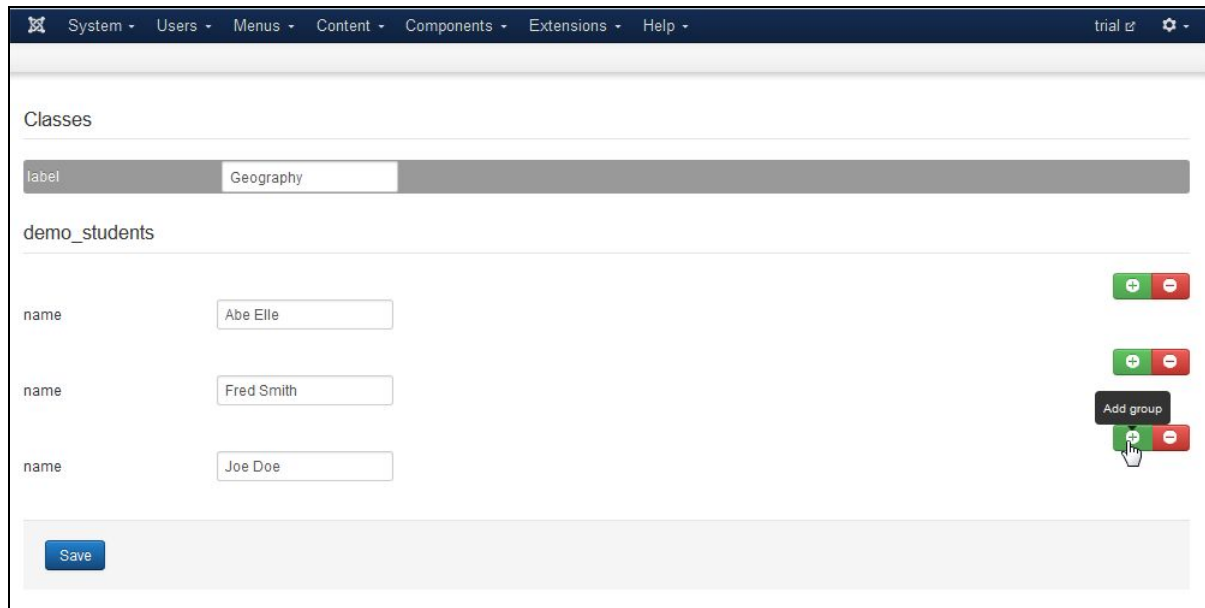 System Users Menus Content Components Extensions Help trial
Classes
label Geography
demo_students
name Abe Elle
name Fred Smith
Add group
name Joe Doe
Save